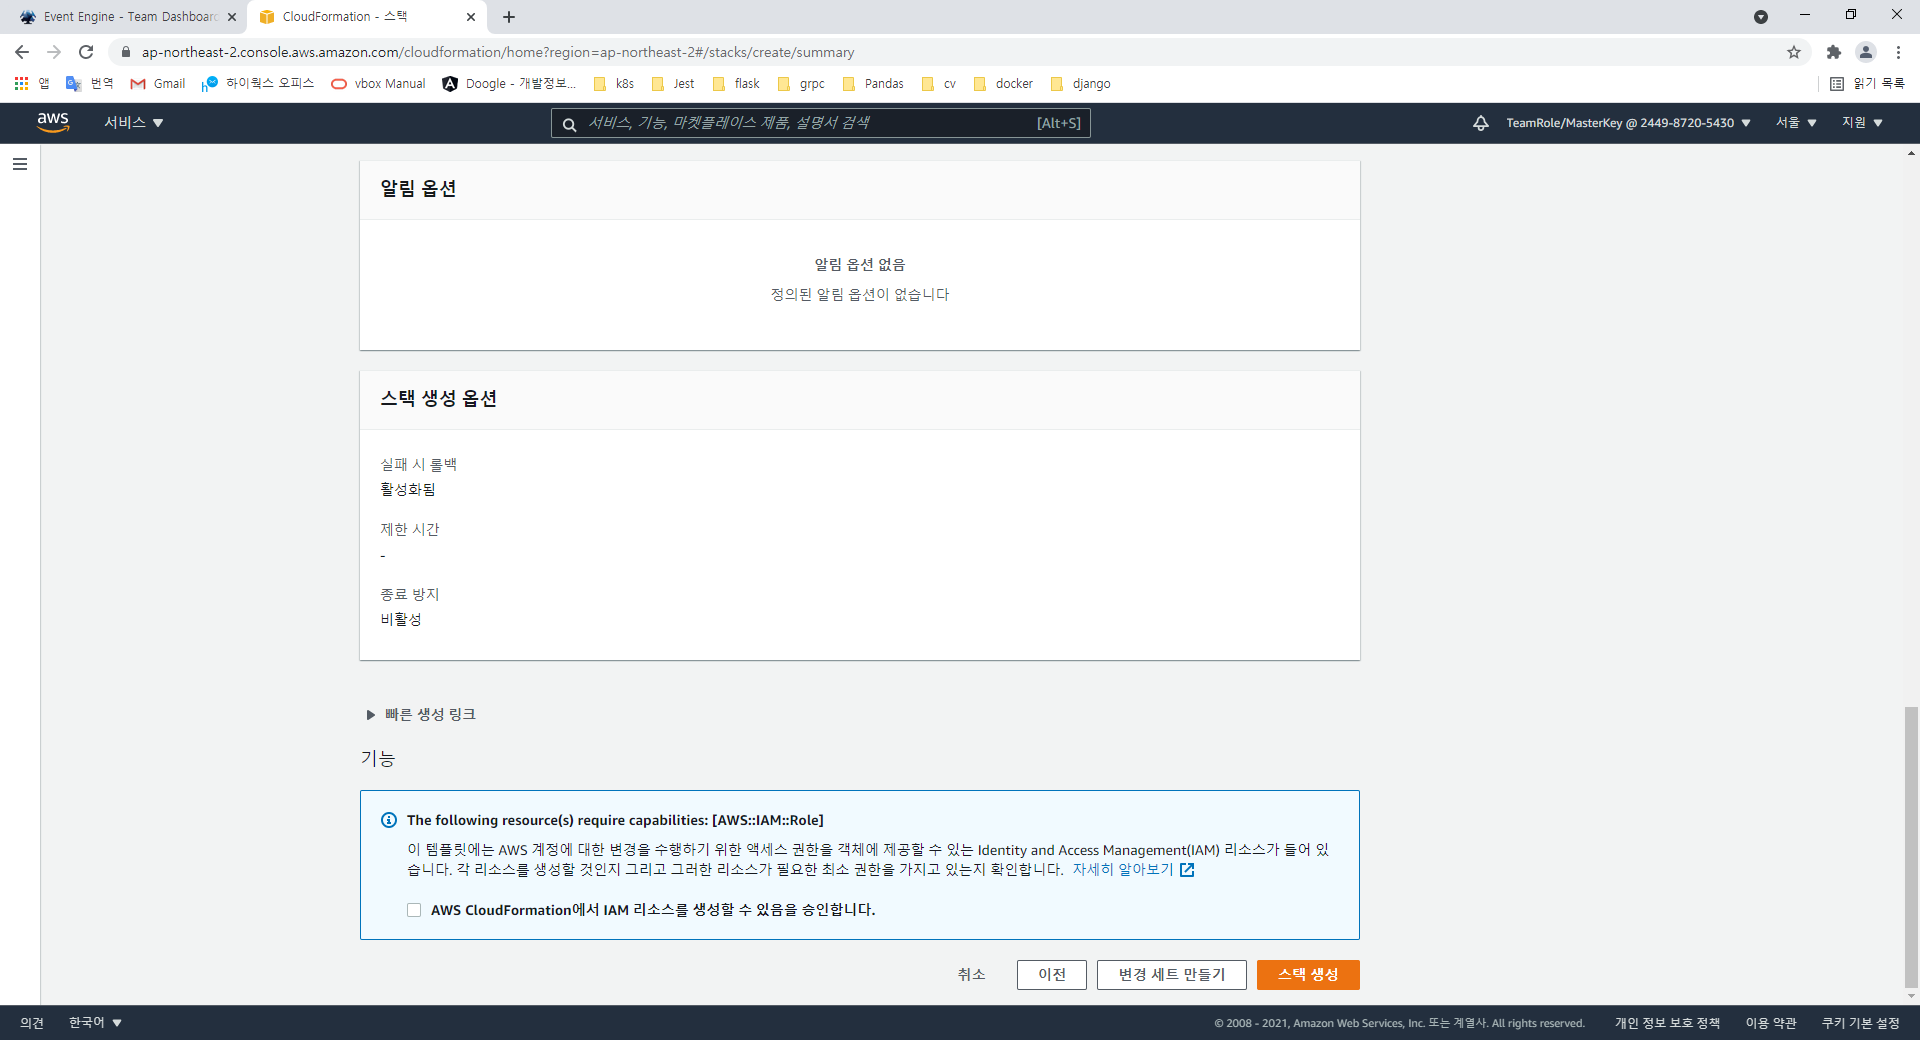 Event Engine - Team Dashboard
CloudFormation - 스택
ap-northeast-2.console.aws.amazon.com/cloudformation/home?region=ap-northeast-2#/stacks/create/summary
앱
번역
Gmail
하이웍스 오피스
vbox Manual
Doogle - 개발정보...
k8s
Jest
flask
grpc
Pandas
cv
docker
django
읽기 목록
aws
서비스
서비스, 기능, 마켓플레이스 제품, 설명서 검색
[Alt+S]
TeamRole/MasterKey @ 2449-8720-5430
서울
지원
알림 옵션
알림 옵션 없음
정의된 알림 옵션이 없습니다
스택 생성 옵션
실패 시 롤백
활성화됨
제한 시간
-
종료 방지
비활성
빠른 생성 링크
기능
The following resource(s) require capabilities: [AWS::IAM::Role]
이 템플릿에는 AWS 계정에 대한 변경을 수행하기 위한 액세스 권한을 객체에 제공할 수 있는 Identity and Access Management(IAM) 리소스가 들어 있
습니다. 각 리소스를 생성할 것인지 그리고 그러한 리소스가 필요한 최소 권한을 가지고 있는지 확인합니다. 자세히 알아보기
AWS CloudFormation에서 IAM 리소스를 생성할 수 있음을 승인합니다.
취소
이전
변경 세트 만들기
스택 생성
의견
한국어
© 2008 - 2021, Amazon Web Services, Inc. 또는 계열사. All rights reserved.
개인 정보 보호 정책
이용 약관
쿠키 기본 설정